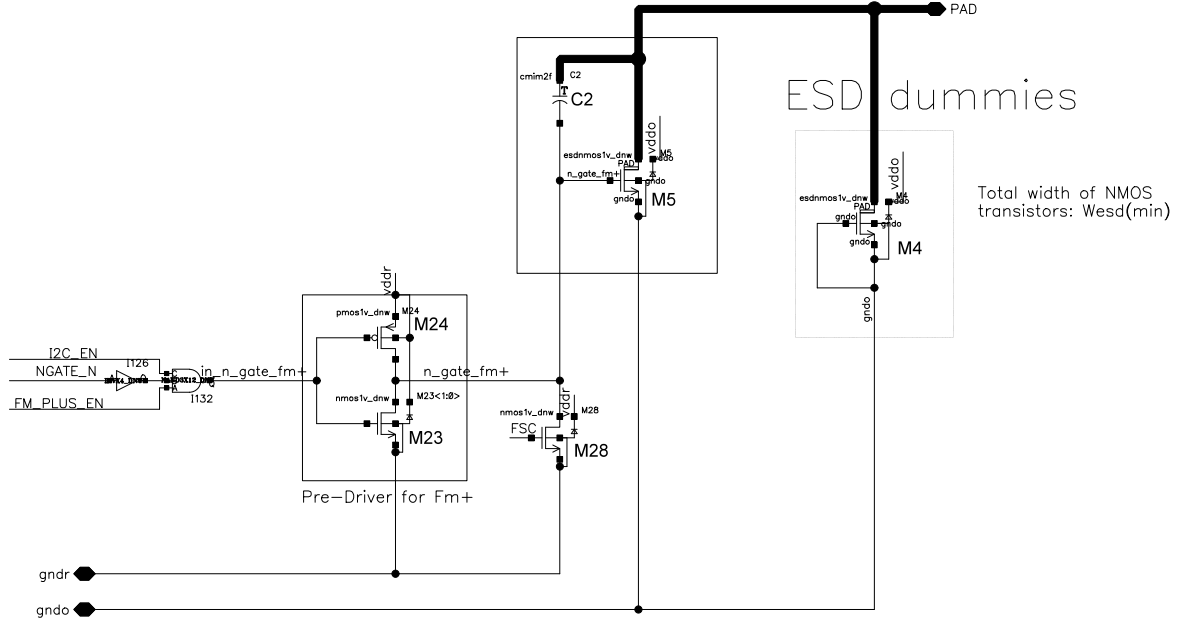 PAD
cmim2f
C2
T
C2
ESD dummies
vddo
esdnmos1v_dnw
M5
PAD
n_gate_fm+
gndo
gndo
M5
vddo
esdnmos1v_dnw
M4
PAD
gndo
gndo
gndo
M4
gndo
Total width of NMOS
transistors: Wesd(min)
vddr
pmos1v_dnw
M24
M24
I2C_EN
I126
NGATE_N
in_n_gate_fm+
n_gate_fm+
I132
FM_PLUS_EN
nmos1v_dnw
M23<1:0>
M23
vddr
nmos1v_dnw
M28
FSC
M28
Pre-Driver for Fm+
gndr
gndo